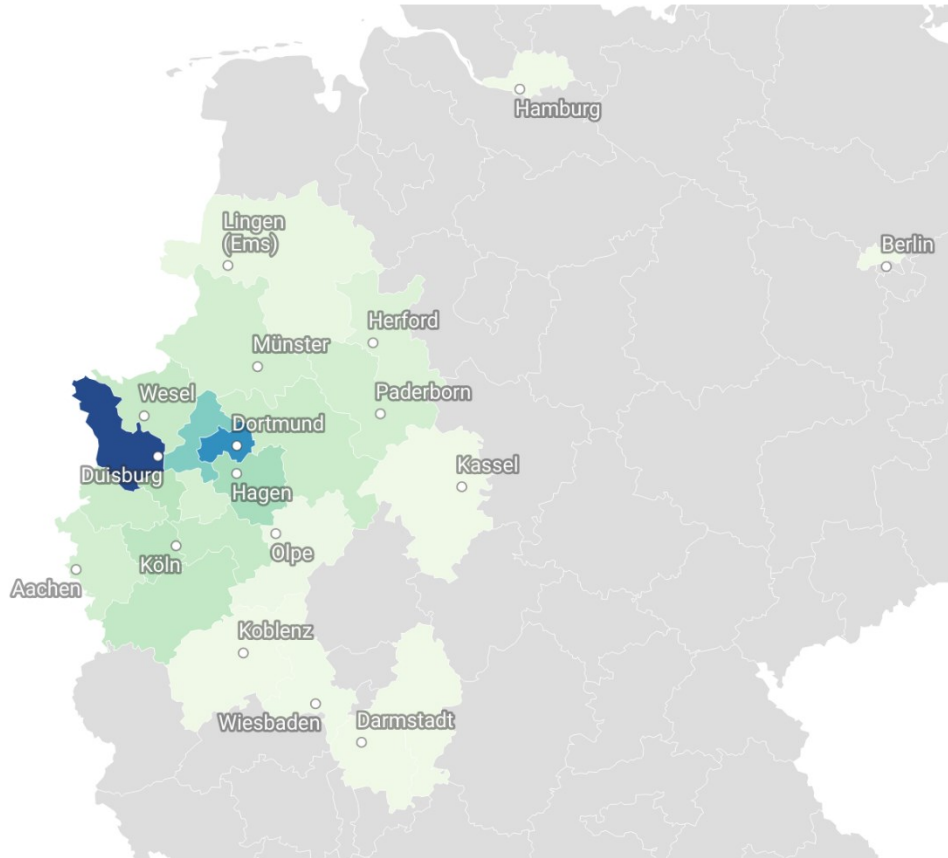 Hamburg
Lingen
(Ems)
Berlin
Herford
Münster
Wesel
Paderborn
Dortmund
Duisburg
Kassel
Hagen
Olpe
Köln
Aachen
Koblenz
Wiesbaden
Darmstadt